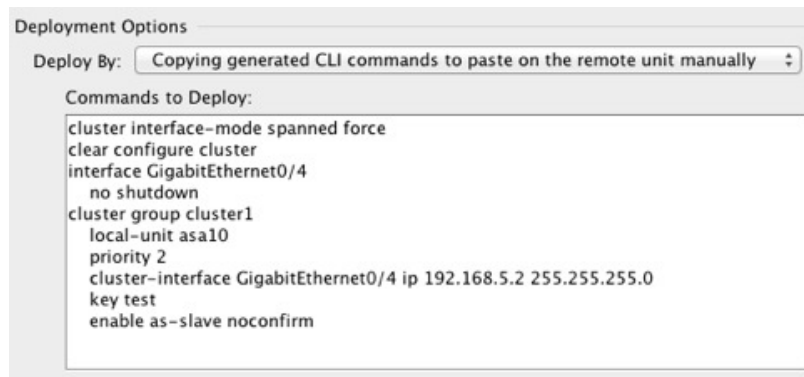 Deployment Options
Deploy By: Copying generated CLI commands to paste on the remote unit manually
Commands to Deploy:
cluster interface-mode spanned force
clear configure cluster
interface GigabitEthernet0/4
no shutdown
cluster group cluster1
local-unit asa10
priority 2
cluster-interface GigabitEthernet0/4 ip 192.168.5.2 255.255.255.0
key test
enable as-slave noconfirm